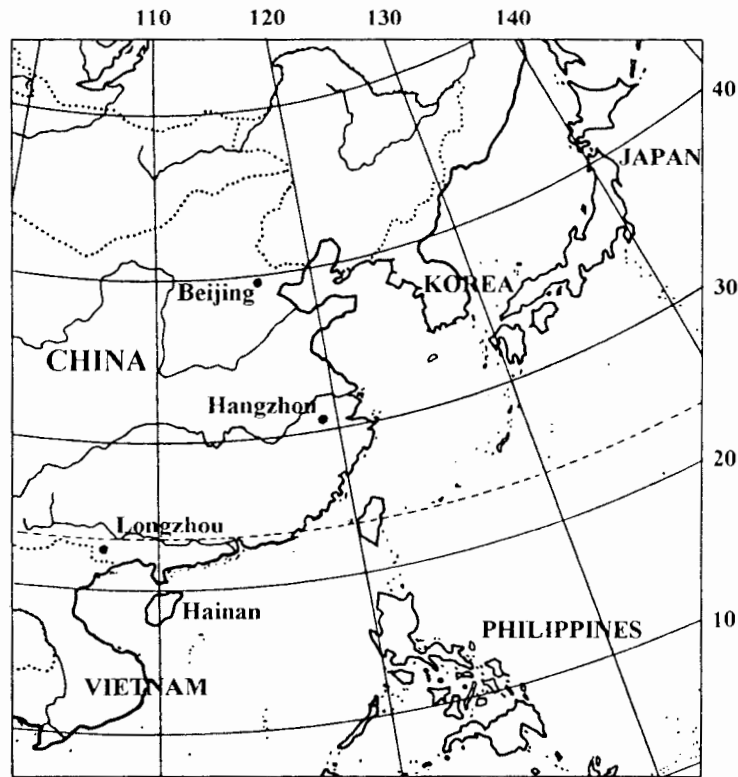 110 120 130 140
40
JAPAN
KOREA
Beijing
30
CHINA
Hangzhou
20
Longzhou
Hainan
10
PHILIPPINES
VIETNAM